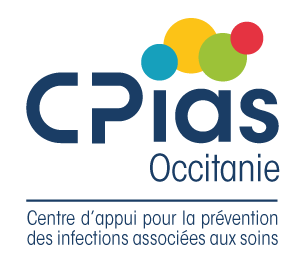 CPias
Occitanie
Centre d'appui pour la prévention
des infections associées aux soins